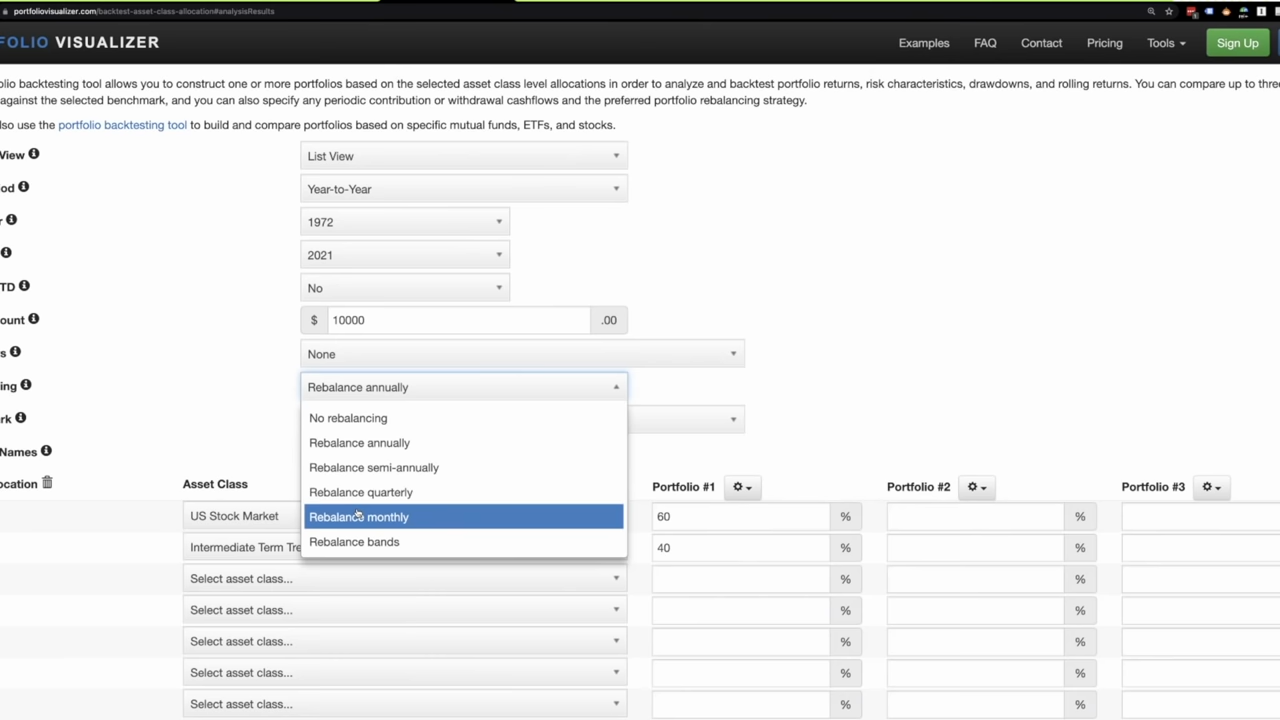 portfoliovisualizer.com/backtest-asset-class-allocation#analysisResults
FOLIO VISUALIZER
Examples
FAQ
Contact
Pricing
Tools
Sign Up
olio backtesting tool allows you to construct one or more portfolios based on the selected asset class level allocations in order to analyze and backtest portfolio returns, risk characteristics, drawdowns, and rolling returns. You can compare up to three
against the selected benchmark, and you can also specify any periodic contribution or withdrawal cashflows and the preferred portfolio rebalancing strategy.
lso use the portfolio backtesting tool to build and compare portfolios based on specific mutual funds, ETFs, and stocks.
View
List View
od
Year-to-Year
r
1972
2021
TD
No
ount
$ 10000 .00
s
None
ing
Rebalance annually
rk
No rebalancing
Rebalance annually
Names
Rebalance semi-annually
ocation
Asset Class
Rebalance quarterly
Portfolio #1
Portfolio #2
Portfolio #3
US Stock Market
Rebalance monthly
60 %
%
Intermediate Term Tre
Rebalance bands
40 %
%
Select asset class...
%
%
Select asset class...
%
%
Select asset class...
%
%
Select asset class...
%
%
Select asset class...
%
%